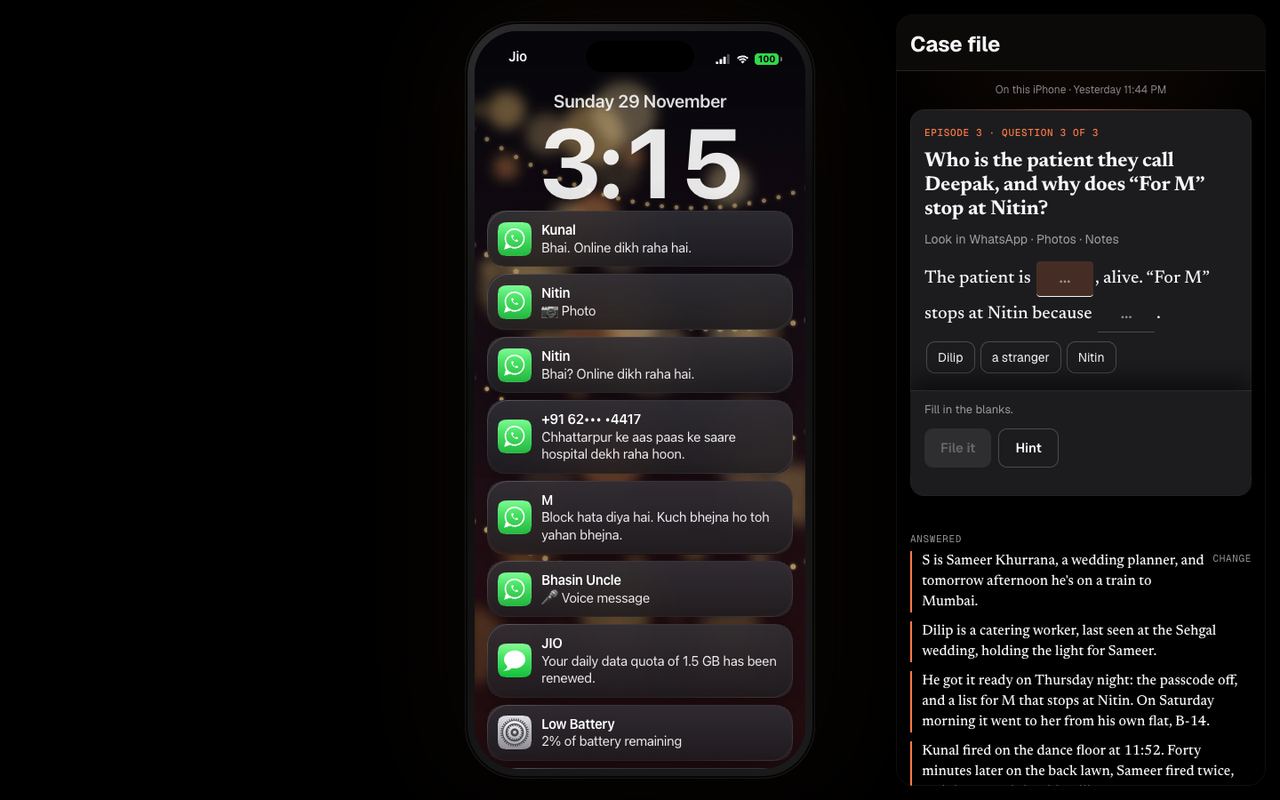 Jio
100
Sunday 29 November
3:15
Kunal
Bhai. Online dikh raha hai.
Nitin
📷 Photo
Nitin
Bhai? Online dikh raha hai.
+91 62••• •4417
Chhattarpur ke aas paas ke saare
hospital dekh raha hoon.
M
Block hata diya hai. Kuch bhejna ho toh
yahan bhejna.
Bhasin Uncle
🎤 Voice message
JIO
Your daily data quota of 1.5 GB has been
renewed.
Low Battery
2% of battery remaining
Case file
On this iPhone · Yesterday 11:44 PM
EPISODE 3 · QUESTION 3 OF 3
Who is the patient they call
Deepak, and why does “For M”
stop at Nitin?
Look in WhatsApp · Photos · Notes
The patient is ... , alive. “For M”
stops at Nitin because ... .
Dilip
a stranger
Nitin
Fill in the blanks.
File it
Hint
ANSWERED
S is Sameer Khurrana, a wedding planner, and
CHANGE
tomorrow afternoon he's on a train to
Mumbai.
Dilip is a catering worker, last seen at the Sehgal
wedding, holding the light for Sameer.
He got it ready on Thursday night: the passcode off,
and a list for M that stops at Nitin. On Saturday
morning it went to her from his own flat, B-14.
Kunal fired on the dance floor at 11:52. Forty
minutes later on the back lawn, Sameer fired twice,